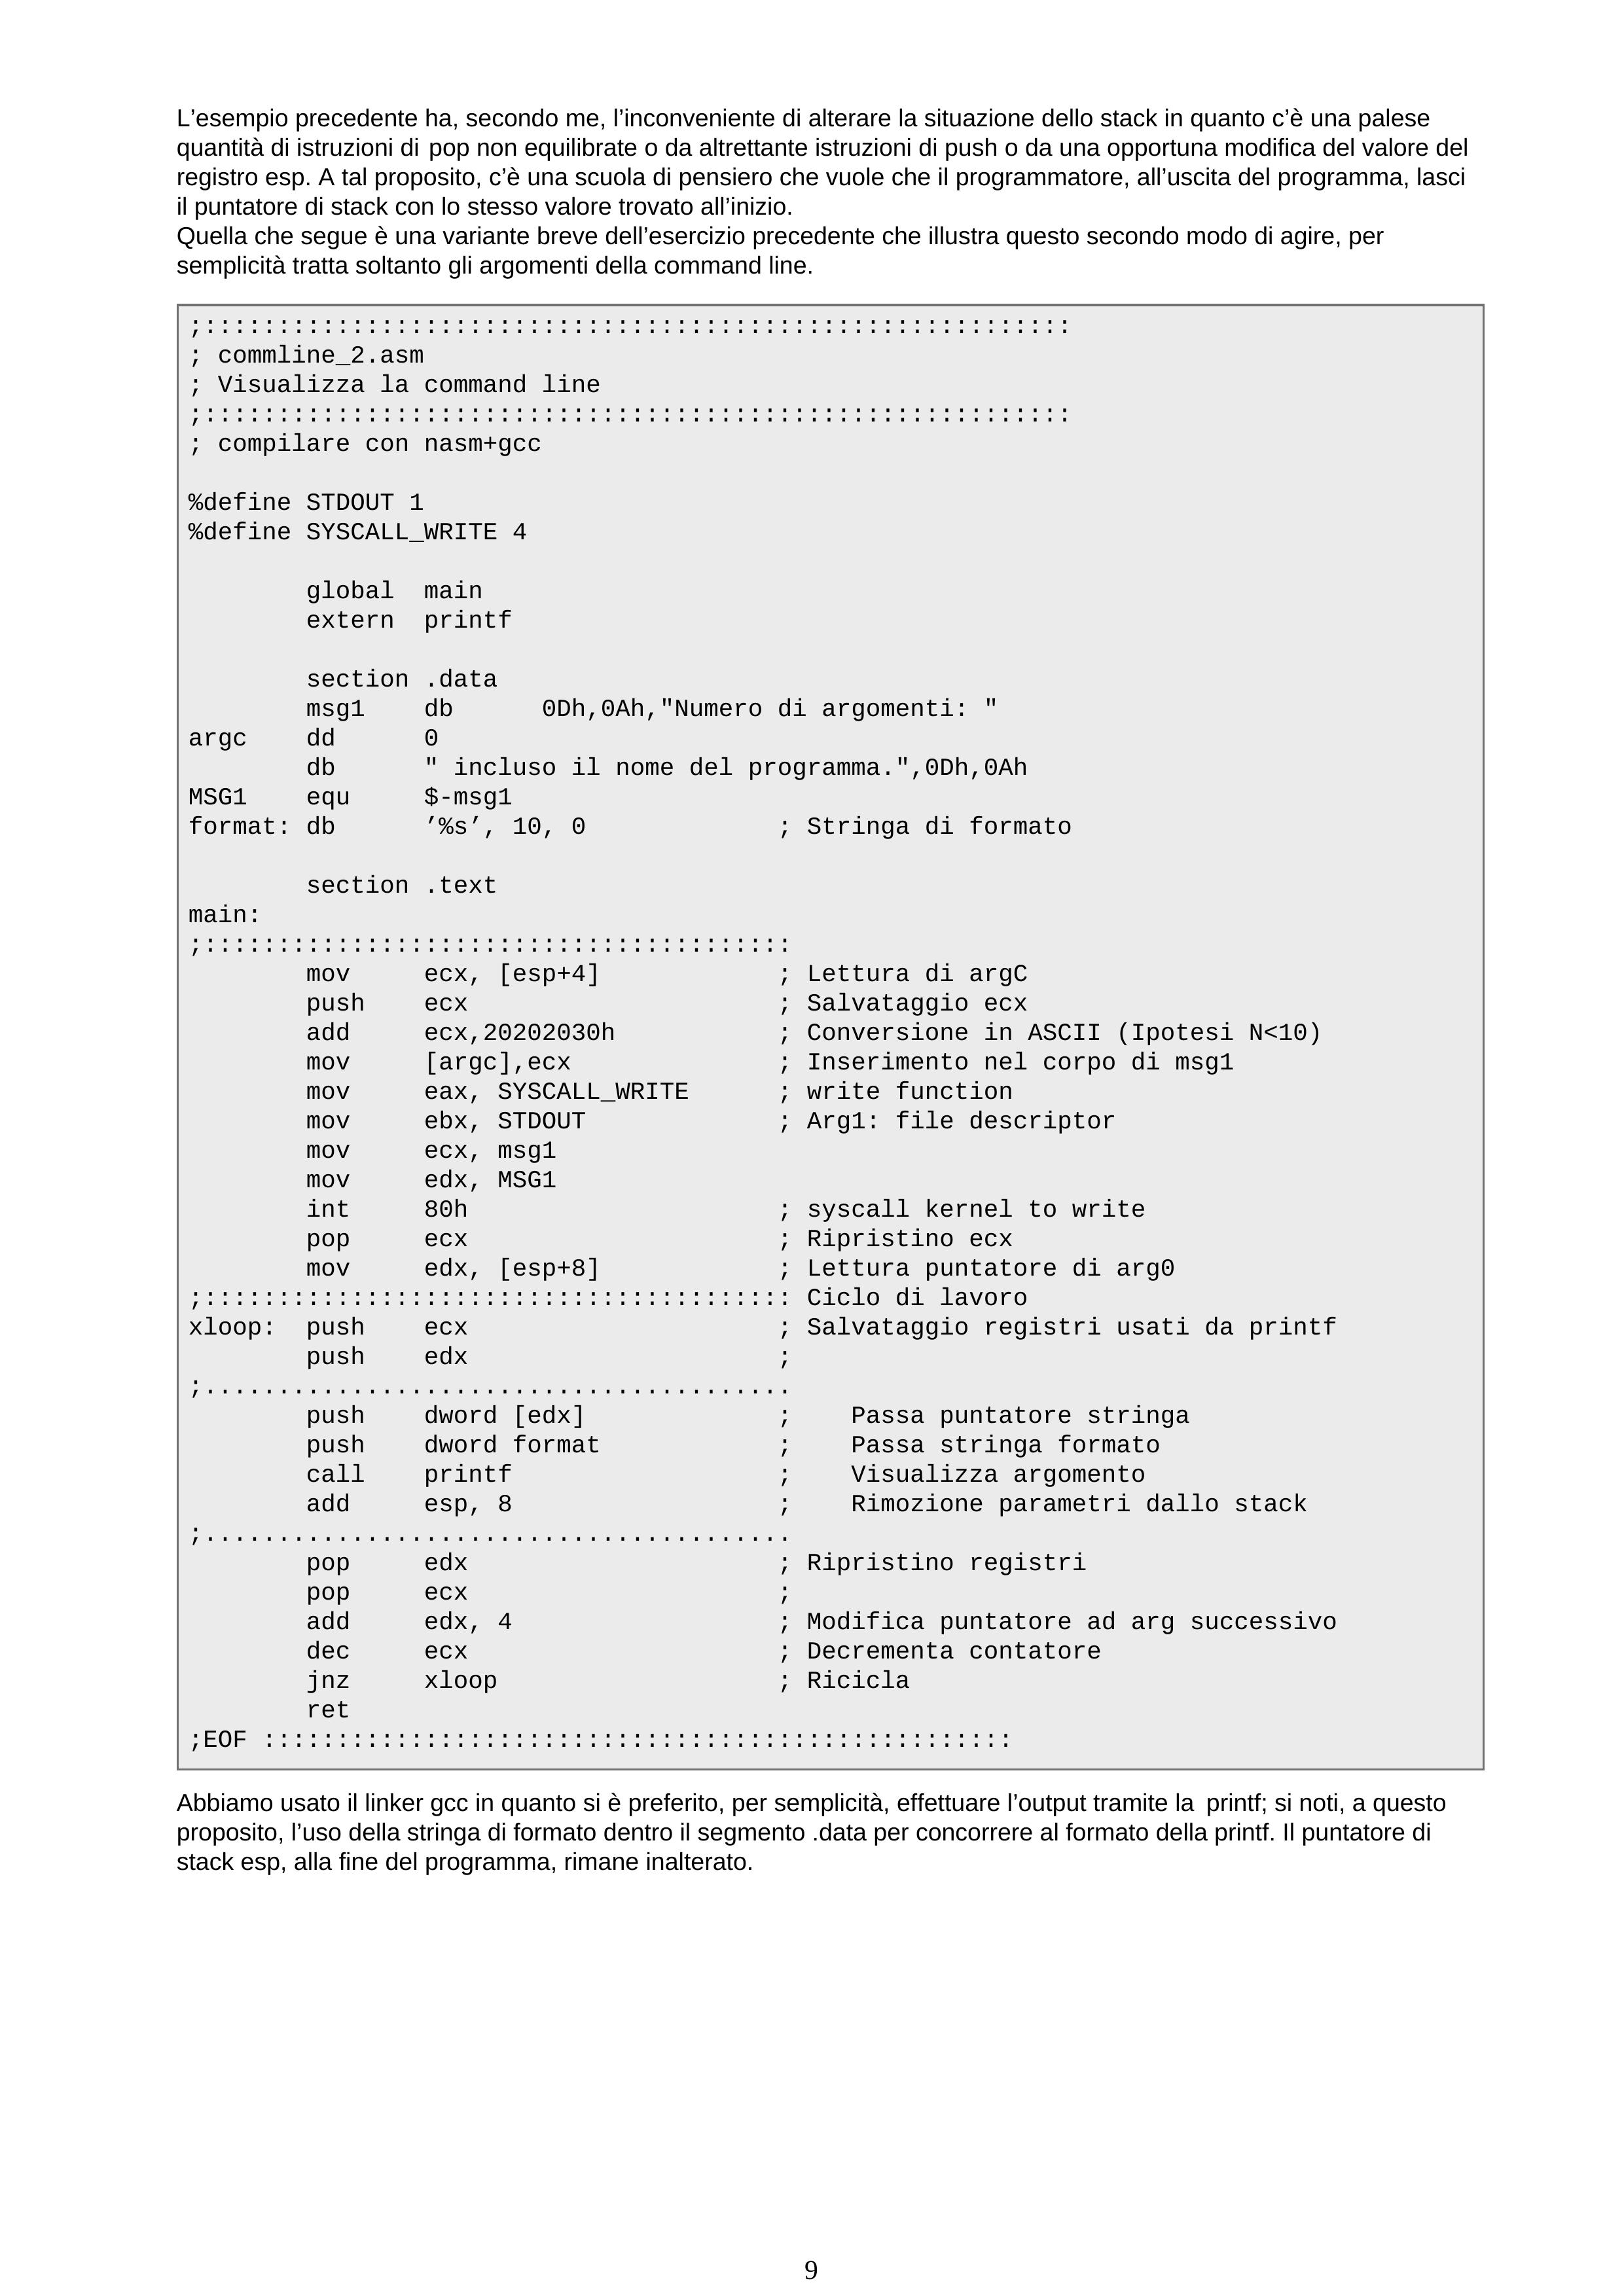 L’esempio precedente ha, secondo me, l’inconveniente di alterare la situazione dello stack in quanto c’è una palese
quantità di istruzioni di pop non equilibrate o da altrettante istruzioni di push o da una opportuna modifica del valore del
registro esp. A tal proposito, c’è una scuola di pensiero che vuole che il programmatore, all’uscita del programma, lasci
il puntatore di stack con lo stesso valore trovato all’inizio.
Quella che segue è una variante breve dell’esercizio precedente che illustra questo secondo modo di agire, per
semplicità tratta soltanto gli argomenti della command line.
;:::::::::::::::::::::::::::::::::::::::::::::::::::::::::::
; commline_2.asm
; Visualizza la command line
;:::::::::::::::::::::::::::::::::::::::::::::::::::::::::::
; compilare con nasm+gcc
%define STDOUT 1
%define SYSCALL_WRITE 4
        global  main
        extern  printf
        section .data
        msg1    db      0Dh,0Ah,"Numero di argomenti: "
argc    dd      0
        db      " incluso il nome del programma.",0Dh,0Ah
MSG1    equ     $-msg1
format: db      ’%s’, 10, 0             ; Stringa di formato
        section .text
main:
;::::::::::::::::::::::::::::::::::::::::
        mov     ecx, [esp+4]            ; Lettura di argC
        push    ecx                     ; Salvataggio ecx
        add     ecx,20202030h           ; Conversione in ASCII (Ipotesi N<10)
        mov     [argc],ecx              ; Inserimento nel corpo di msg1
        mov     eax, SYSCALL_WRITE      ; write function
        mov     ebx, STDOUT             ; Arg1: file descriptor
        mov     ecx, msg1
        mov     edx, MSG1
        int     80h                     ; syscall kernel to write
        pop     ecx                     ; Ripristino ecx
        mov     edx, [esp+8]            ; Lettura puntatore di arg0
;:::::::::::::::::::::::::::::::::::::::: Ciclo di lavoro
xloop:  push    ecx                     ; Salvataggio registri usati da printf
        push    edx                     ;
;........................................
        push    dword [edx]             ;    Passa puntatore stringa
        push    dword format            ;    Passa stringa formato
        call    printf                  ;    Visualizza argomento
        add     esp, 8                  ;    Rimozione parametri dallo stack
;........................................
        pop     edx                     ; Ripristino registri
        pop     ecx                     ;
        add     edx, 4                  ; Modifica puntatore ad arg successivo
        dec     ecx                     ; Decrementa contatore
        jnz     xloop                   ; Ricicla
        ret
;EOF :::::::::::::::::::::::::::::::::::::::::::::::::::
Abbiamo usato il linker gcc in quanto si è preferito, per semplicità, effettuare l’output tramite la printf; si noti, a questo
proposito, l’uso della stringa di formato dentro il segmento .data per concorrere al formato della printf. Il puntatore di
stack esp, alla fine del programma, rimane inalterato.
9